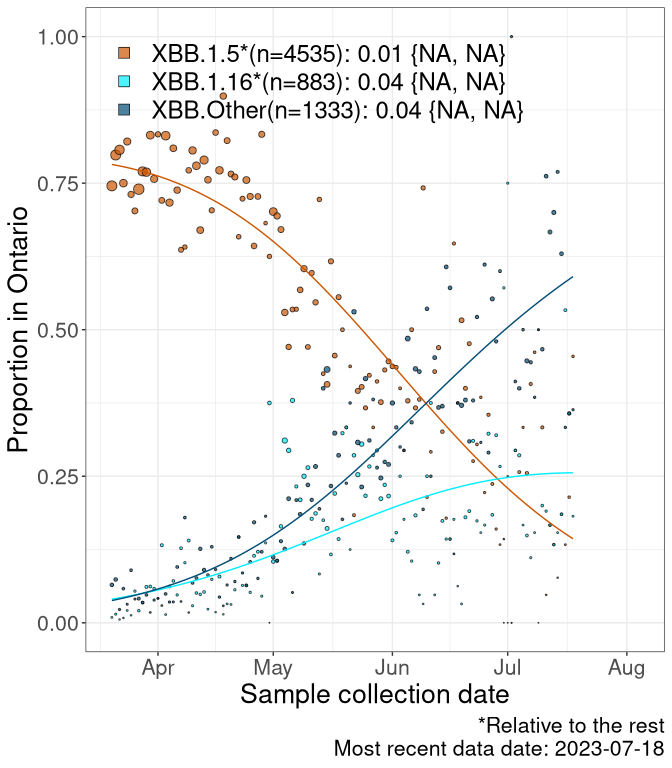 XBB.1.5*(n=4535): 0.01 {NA, NA}
XBB.1.16*(n=883): 0.04 {NA, NA}
XBB.Other(n=1333): 0.04 {NA, NA}
1.00
0.75
0.50
0.25
0.00
Proportion in Ontario
Apr May Jun Jul Aug
Sample collection date
*Relative to the rest
Most recent data date: 2023-07-18